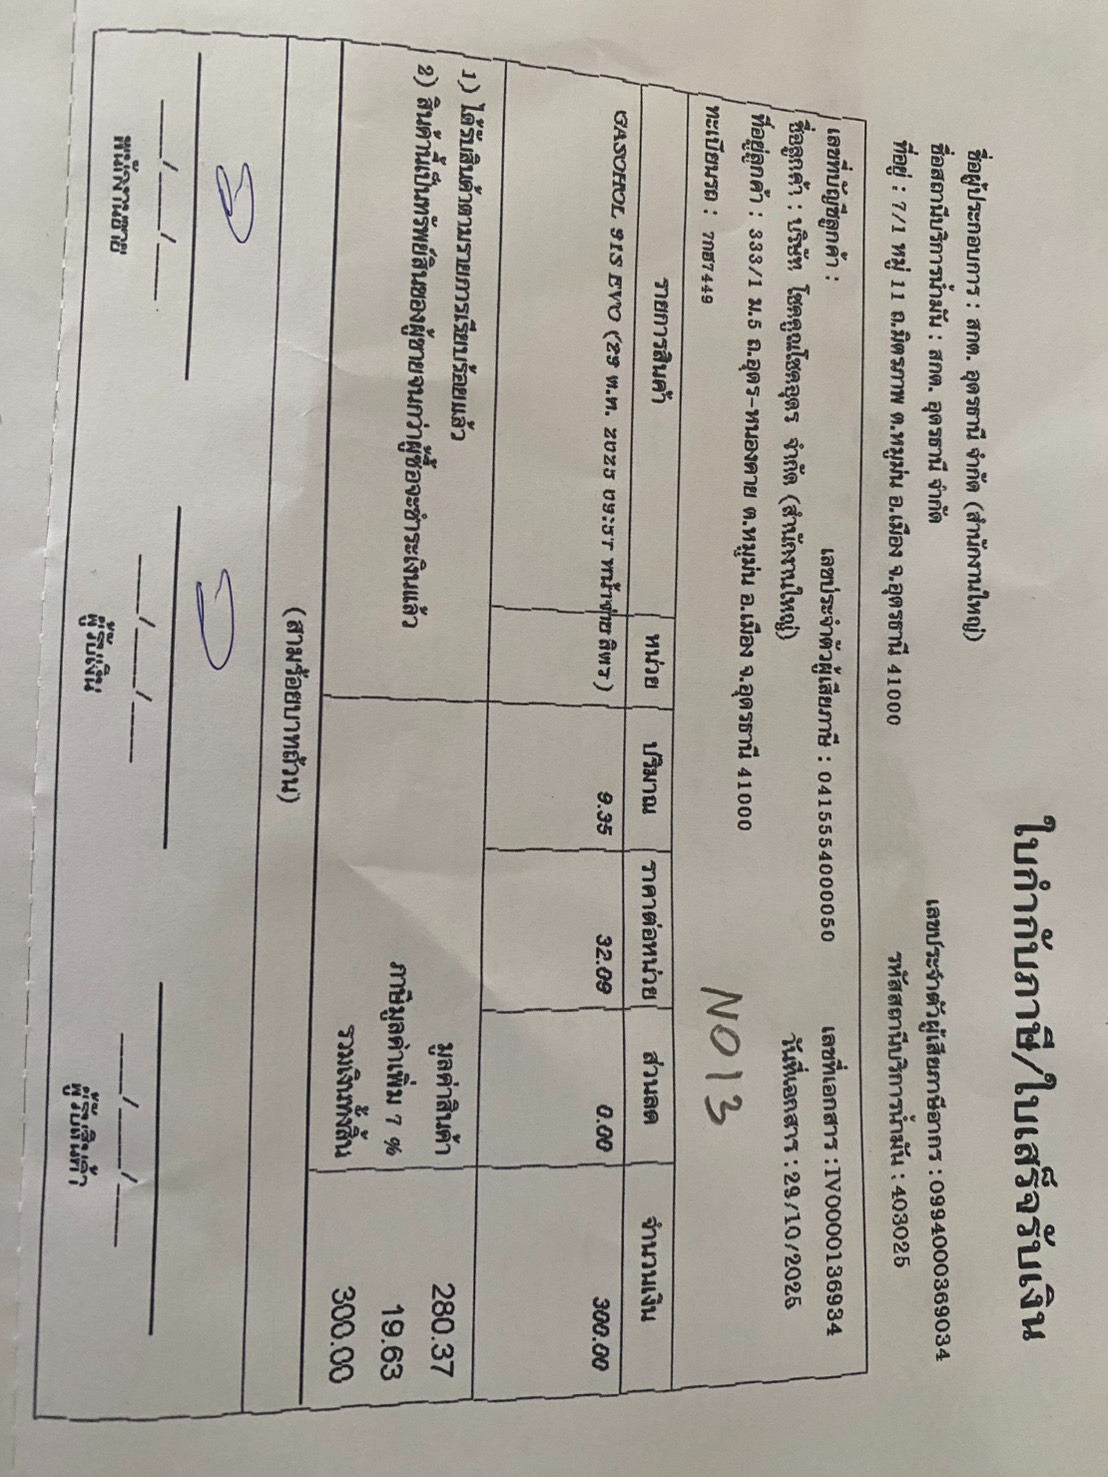 ใบกำกับภาษี/ใบเสร็จรับเงิน
ชื่อผู้ประกอบการ : สกต. อุดรธานี จำกัด (สำนักงานใหญ่)
เลขประจำตัวผู้เสียภาษีอากร : 0994000369034
ชื่อสถานีบริการน้ำมัน : สกต. อุดรธานี จำกัด
รหัสสถานีบริการน้ำมัน : 403025
ที่อยู่ : 7/1 หมู่ 11 ถ.มิตรภาพ ต.หมูม่น อ.เมือง จ.อุดรธานี 41000
เลขที่บัญชีลูกค้า : เลขประจำตัวผู้เสียภาษี : 0415554000050 เลขที่เอกสาร : IV0000136934
ชื่อลูกค้า : บริษัท โชคคูณโชคอุดร จำกัด (สำนักงานใหญ่) วันที่เอกสาร : 29/10/2025
ที่อยู่ลูกค้า : 333/1 ม.5 ถ.อุดร-หนองคาย ต.หมูม่น อ.เมือง จ.อุดรธานี 41000
ทะเบียนรถ : 7กฮ7449 NO13
รายการสินค้า หน่วย ปริมาณ ราคาต่อหน่วย ส่วนลด จำนวนเงิน
GASOHOL 91S EVO (29 ต.ค. 2025 09:57 หน้าจ่าย ลิตร) 9.35 32.09 0.00 300.00
1) ได้รับสินค้าตามรายการเรียบร้อยแล้ว มูลค่าสินค้า 280.37
2) สินค้านี้เป็นทรัพย์สินของผู้ขายจนกว่าผู้ซื้อจะชำระเงินแล้ว ภาษีมูลค่าเพิ่ม 7 % 19.63
รวมเงินทั้งสิ้น 300.00
(สามร้อยบาทถ้วน)
___/___/___ ___/___/___ ___/___/___
พนักงานขาย ผู้รับเงิน ผู้รับสินค้า